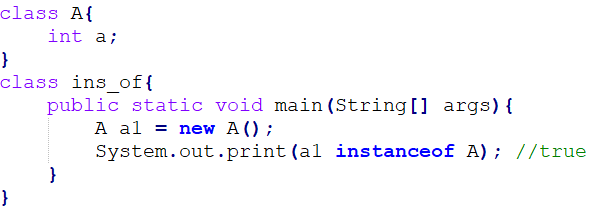 class A{
    int a;
}
class ins_of{
    public static void main(String[] args){
        A a1 = new A();
        System.out.print(a1 instanceof A); //true
    }
}